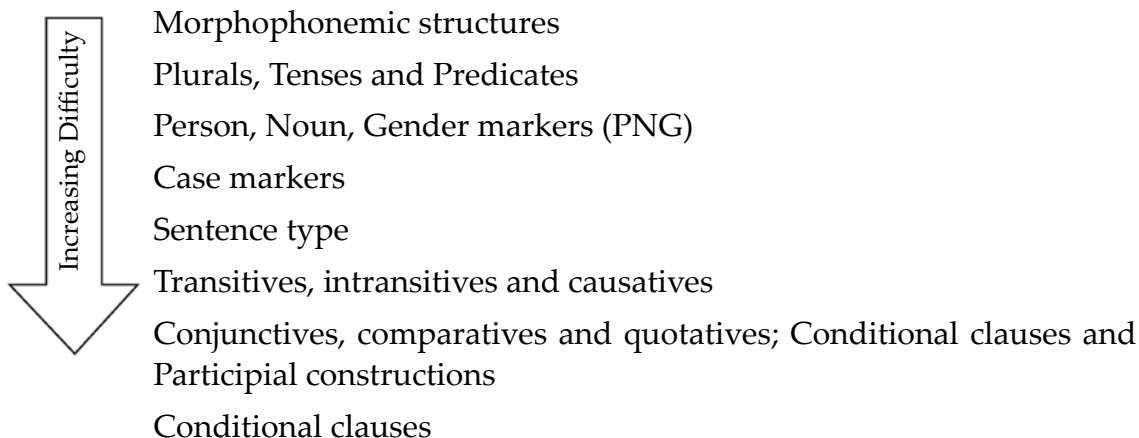 Increasing Difficulty
Morphophonemic structures
Plurals, Tenses and Predicates
Person, Noun, Gender markers (PNG)
Case markers
Sentence type
Transitives, intransitives and causatives
Conjunctives, comparatives and quotatives; Conditional clauses and
Participial constructions
Conditional clauses